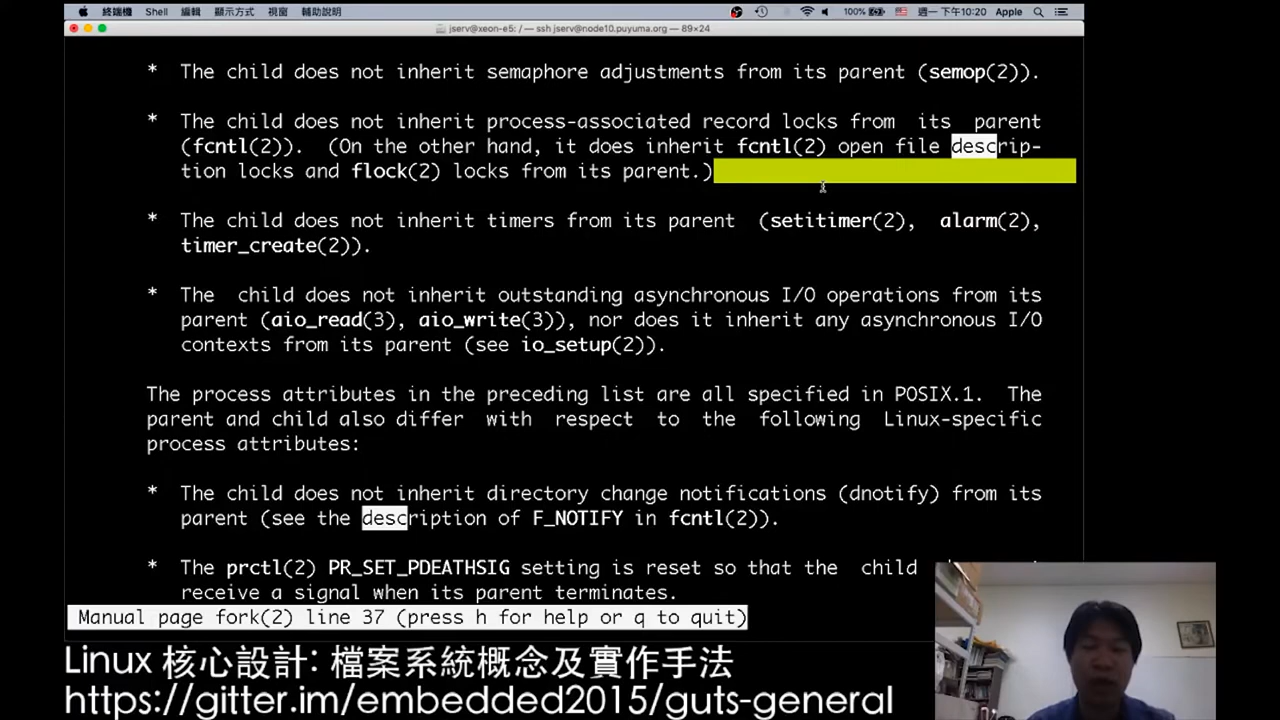 終端機 Shell 編輯 顯示方式 視窗 輔助說明 100% 週一 下午10:20 Apple
jserv@xeon-e5: / — ssh jserv@node10.puyuma.org — 89×24
* The child does not inherit semaphore adjustments from its parent (semop(2)).
* The child does not inherit process-associated record locks from its parent
(fcntl(2)). (On the other hand, it does inherit fcntl(2) open file descrip-
tion locks and flock(2) locks from its parent.)
* The child does not inherit timers from its parent (setitimer(2), alarm(2),
timer_create(2)).
* The child does not inherit outstanding asynchronous I/O operations from its
parent (aio_read(3), aio_write(3)), nor does it inherit any asynchronous I/O
contexts from its parent (see io_setup(2)).
The process attributes in the preceding list are all specified in POSIX.1. The
parent and child also differ with respect to the following Linux-specific
process attributes:
* The child does not inherit directory change notifications (dnotify) from its
parent (see the description of F_NOTIFY in fcntl(2)).
* The prctl(2) PR_SET_PDEATHSIG setting is reset so that the child
receive a signal when its parent terminates.
Manual page fork(2) line 37 (press h for help or q to quit)
Linux 核心設計: 檔案系統概念及實作手法
https://gitter.im/embedded2015/guts-general